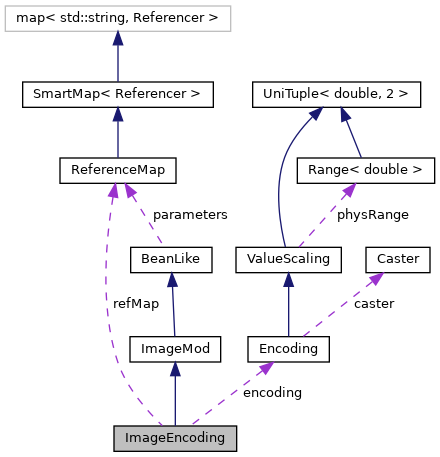 map< std::string, Referencer >
SmartMap< Referencer >
UniTuple< double, 2 >
ReferenceMap
Range< double >
parameters
physRange
BeanLike
ValueScaling
Caster
refMap
caster
ImageMod
Encoding
encoding
ImageEncoding